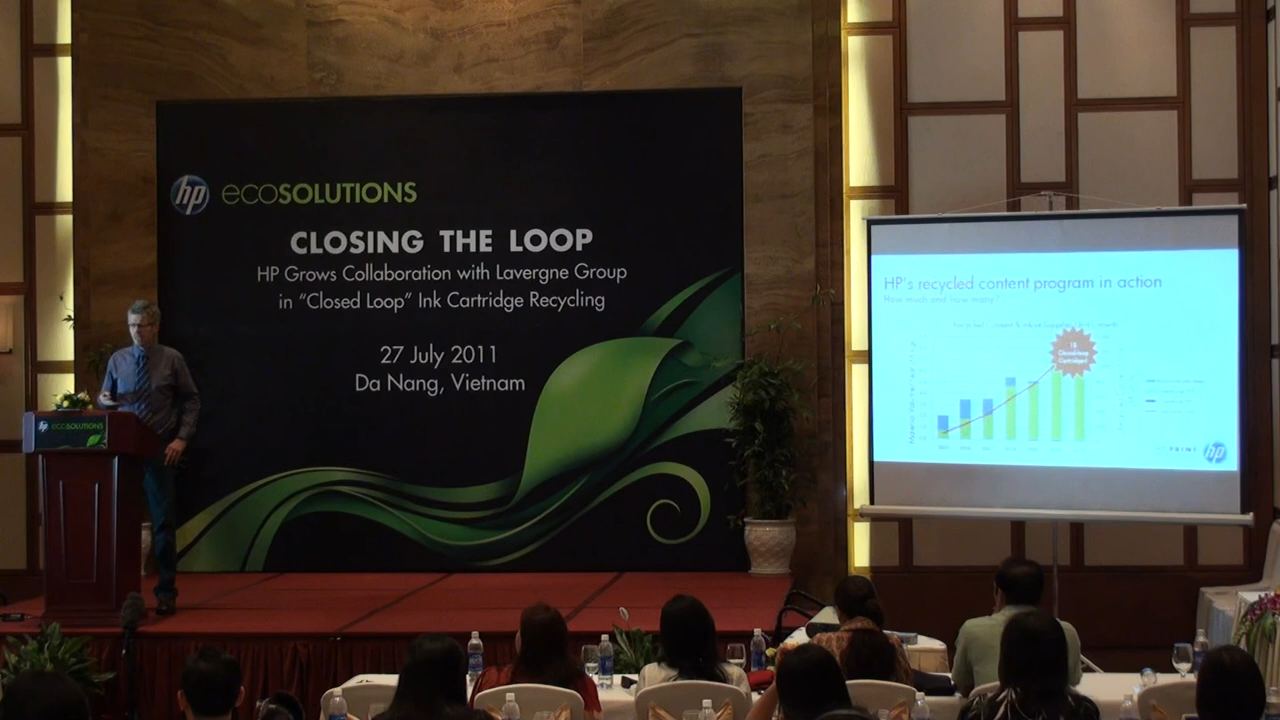 hp ecoSOLUTIONS
CLOSING THE LOOP
HP Grows Collaboration with Lavergne Group
in “Closed Loop” Ink Cartridge Recycling
27 July 2011
Da Nang, Vietnam
hp ecoSOLUTIONS
HP's recycled content program in action
How much and how many?
hp